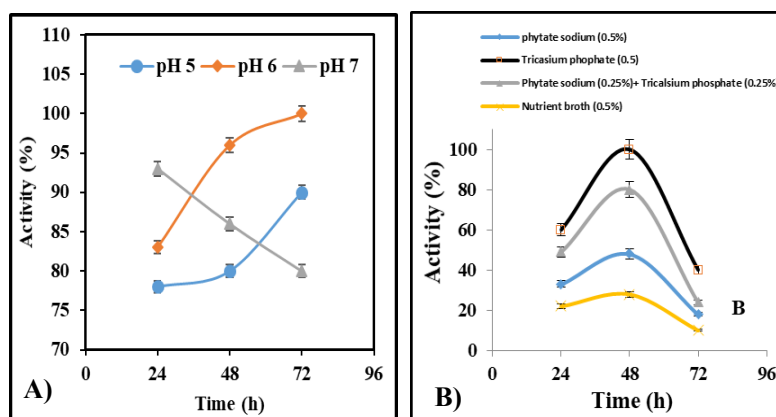 pH 5 pH 6 pH 7
Activity (%)
105
100
95
90
85
80
75
70
0 24 48 72 96
Time (h)
A)
phytate sodium (0.5%)
Tricasium phophate (0.5)
Phytate sodium (0.25%)+ Tricalsium phosphate (0.25%
Nutrient broth (0.5%)
Activity (%)
100
80
60
40
20
0
0 24 48 72 96
Time (h)
B
B)